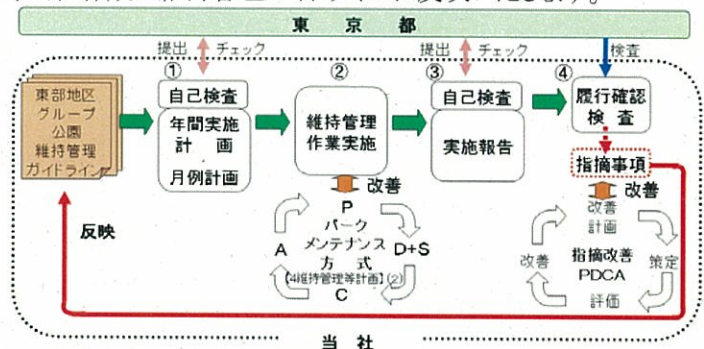 東 京 都
提出
チェック
提出
チェック
検査
①
②
③
④
東部地区
グループ
公園
維持管理
ガイドライン
自己検査
年間実施
計 画
月例計画
維持管理
作業実施
自己検査
実施報告
履行確認
検 査
指摘事項
改善
改善
反映
P
パーク
メンテナンス
方 式
【4維持管理等計画】(2)
A
D+S
C
改善
計画
改善
指摘改善
PDCA
策定
評価
当 社